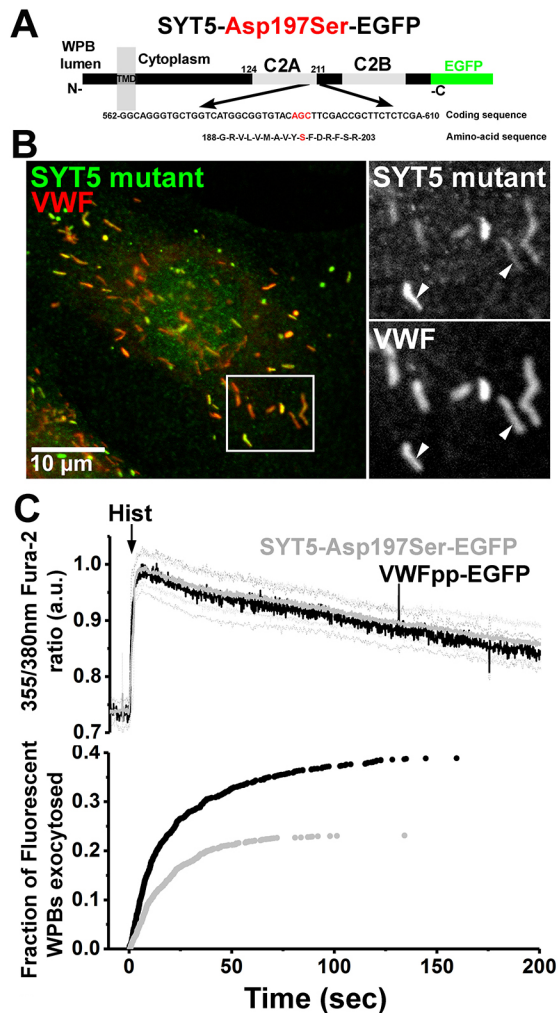 A
SYT5-Asp197Ser-EGFP
WPB lumen
Cytoplasm
124
C2A
211
C2B
EGFP
TMD
N-
-C
562-GGCAGGGTGCTGGTCATGGCGGTGTACAGCTTCGACCGCTTCTCTCGA-610
Coding sequence
188-G-R-V-L-V-M-A-V-Y-S-F-D-R-F-S-R-203
Amino-acid sequence
B
SYT5 mutant
VWF
10 µm
SYT5 mutant
VWF
C
Hist
SYT5-Asp197Ser-EGFP
VWFpp-EGFP
355/380nm Fura-2
ratio (a.u.)
1.0
0.9
0.8
0.7
Fraction of Fluorescent
WPBs exocytosed
0.4
0.3
0.2
0.1
0.0
0 50 100 150 200
Time (sec)